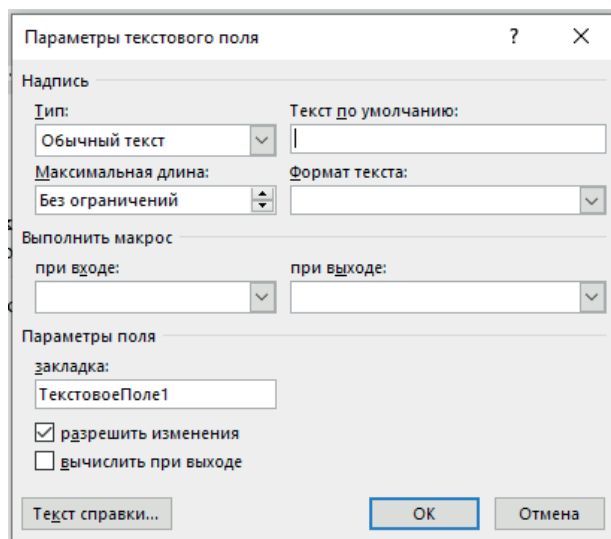 Параметры текстового поля ?
Надпись
Тип: Текст по умолчанию:
Обычный текст
Максимальная длина: Формат текста:
Без ограничений
Выполнить макрос
при входе: при выходе:
Параметры поля
закладка:
ТекстовоеПоле1
разрешить изменения
вычислить при выходе
Текст справки... ОК Отмена